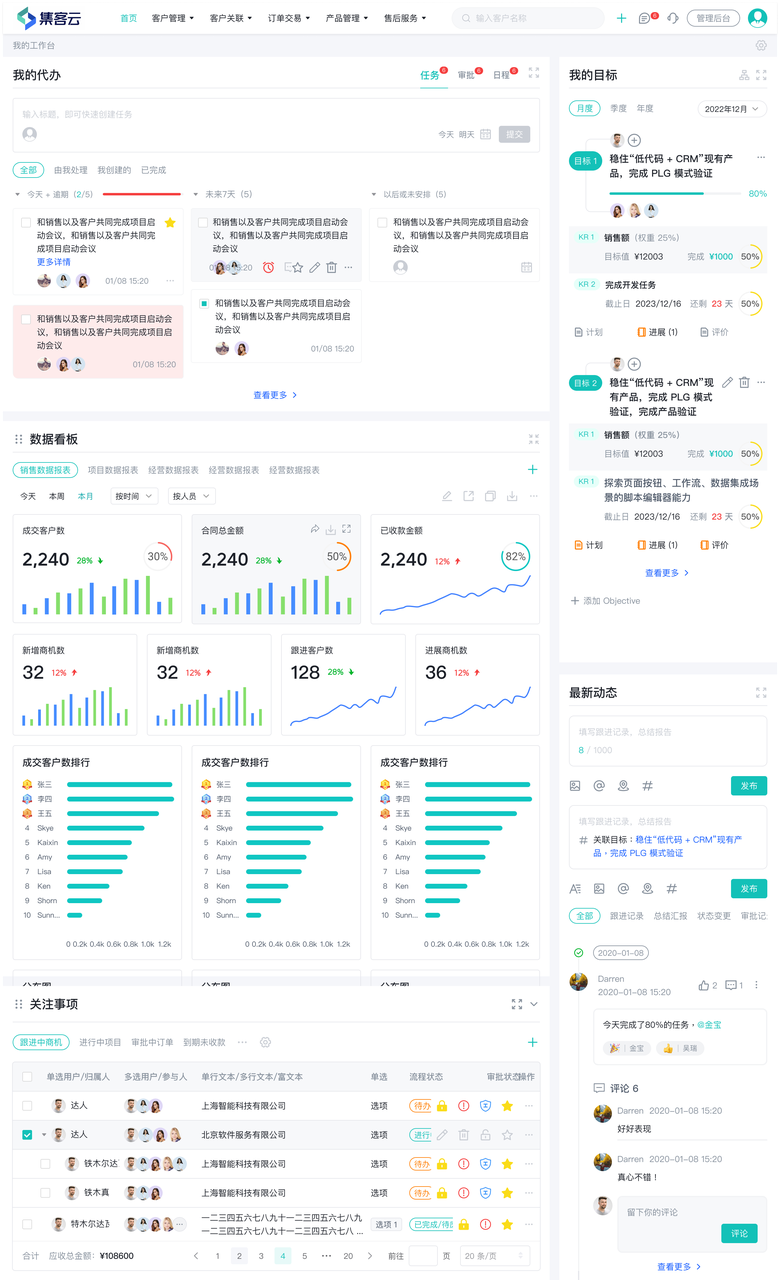 集客云
首页 客户管理 客户关联 订单交易 产品管理 售后服务
输入客户名称
6
管理后台
我的工作台
我的代办
任务 6 审批 6 日程 6
输入标题，即可快速创建任务
今天 明天 提交
全部 由我处理 我创建的 已完成
今天 + 逾期 (2/5)
和销售以及客户共同完成项目启
动会议，和销售以及客户共同完
成项目启动会议
更多详情
01/08 15:20
和销售以及客户共同完成项目启动会
议，和销售以及客户共同完成项目启
动会议
01/08 15:20
未来7天 (5)
和销售以及客户共同完成项目启动会
议，和销售以及客户共同完成项目启
动会议
和销售以及客户共同完成项目启动会
议，和销售以及客户共同完成项目启
动会议
01/08 15:20
以后或未安排 (5)
和销售以及客户共同完成项目启动会
议，和销售以及客户共同完成项目启
动会议
查看更多
数据看板
销售数据报表 项目数据报表 经营数据报表 经营数据报表 经营数据报表
今天 本周 本月 按时间 按人员
成交客户数
2,240 28% 30%
合同总金额
2,240 28% 50%
已收款金额
2,240 12% 82%
新增商机数
32 12%
新增商机数
32 12%
跟进客户数
128 28%
进展商机数
36 12%
成交客户数排行
张三
李四
王五
4 Skye
5 Kaixin
6 Amy
7 Lisa
8 Ken
9 Shorn
10 Sunn...
0 0.2k 0.4k 0.6k 0.8k 1.0k 1.2k
成交客户数排行
张三
李四
王五
4 Skye
5 Kaixin
6 Amy
7 Lisa
8 Ken
9 Shorn
10 Sunn...
0 0.2k 0.4k 0.6k 0.8k 1.0k 1.2k
成交客户数排行
张三
李四
王五
4 Skye
5 Kaixin
6 Amy
7 Lisa
8 Ken
9 Shorn
10 Sunn...
0 0.2k 0.4k 0.6k 0.8k 1.0k 1.2k
关注事项
跟进中商机 进行中项目 审批中订单 到期未收款
单选用户/归属人 多选用户/参与人 单行文本/多行文本/富文本 单选 流程状态 审批状态 操作
达人 上海智能科技有限公司 选项 待办
达人 北京软件服务有限公司 选项 进行
铁木尔达 上海智能科技有限公司 选项 待办
铁木真 上海智能科技有限公司 选项 待办
特木尔达 一二三四五六七八九十一二三四五六七八
一二三四五六七八九十一二三四五六七八 ... 选项 1 已完成/待
合计 应收总金额: ¥108600 1 2 3 4 5 ··· 20 前往 页 20 条/页
我的目标
月度 季度 年度 2022年12月
目标 1 稳住“低代码 + CRM”现有产
品，完成 PLG 模式验证
80%
KR 1 销售额 (权重 25%)
目标值 ¥12003 完成 ¥1000 50%
KR 2 完成开发任务
截止日 2023/12/16 还剩 23 天 50%
计划 进展 (1) 评价
目标 2 稳住“低代码 + CRM”现
有产品，完成 PLG 模式
验证，完成产品验证
KR 1 销售额 (权重 25%)
目标值 ¥12003 完成 ¥1000 50%
KR 1 探索页面按钮、工作流、数据集成场
景的脚本编辑器能力
截止日 2023/12/16 还剩 23 天 50%
计划 进展 (1) 评价
查看更多
添加 Objective
最新动态
填写跟进记录，总结报告
8 / 1000
发布
填写跟进记录，总结报告
# 关联目标：稳住“低代码 + CRM”现有产
品，完成 PLG 模式验证
发布
全部 跟进记录 总结汇报 状态变更 审批记
2020-01-08
Darren
2020-01-08 15:20 2 1
今天完成了80%的任务，@金宝
金宝 吴瑞
评论 6
Darren 2020-01-08 15:20
好好表现
Darren 2020-01-08 15:20
真心不错！
留下你的评论
评论
查看更多